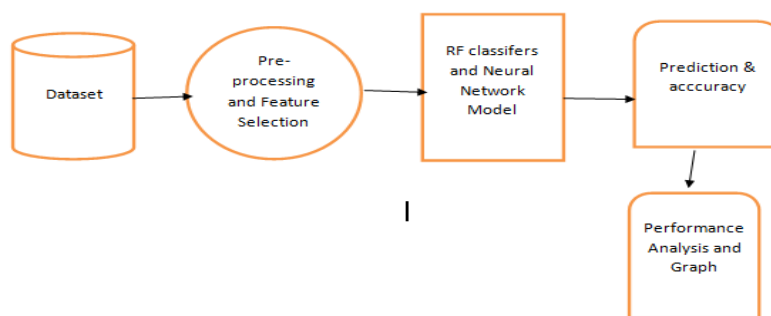 Dataset
Pre-
processing
and Feature
Selection
RF classifers
and Neural
Network
Model
Prediction &
acccuracy
Performance
Analysis and
Graph